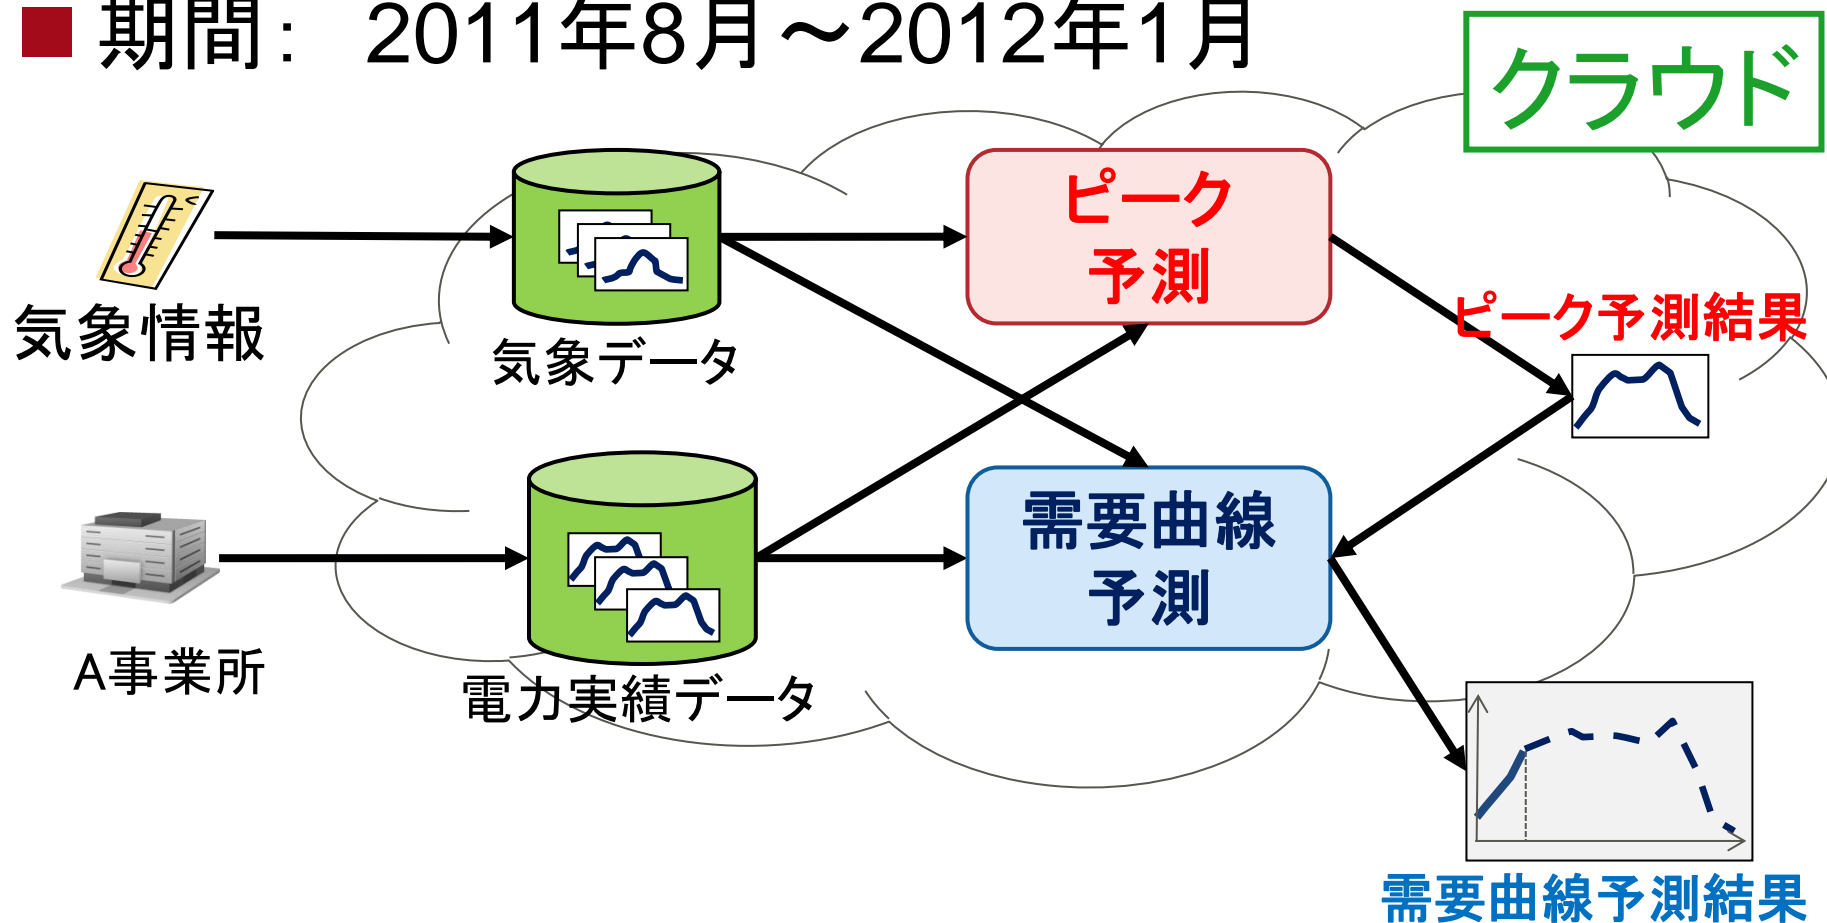 ■ 期間： 2011年8月～2012年1月
クラウド
ピーク
予測
ピーク予測結果
気象情報
気象データ
需要曲線
予測
A事業所
電力実績データ
需要曲線予測結果